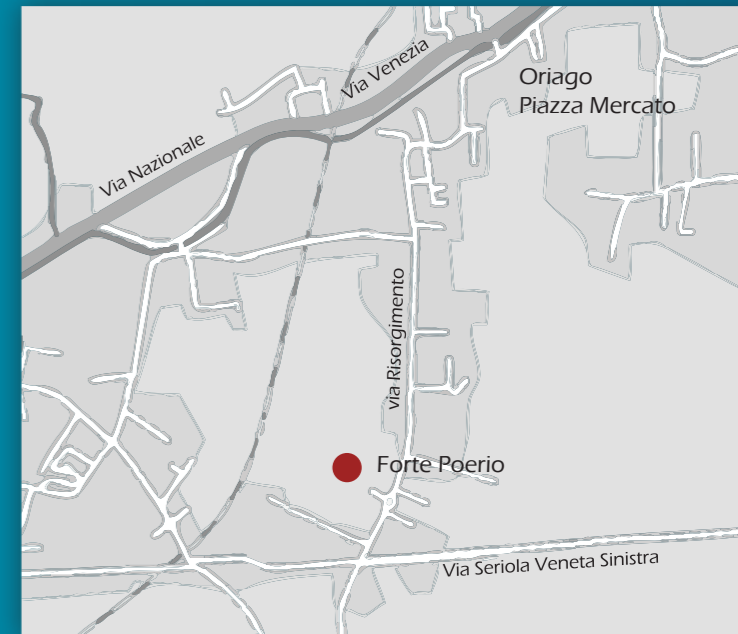 Via Venezia
Oriago
Piazza Mercato
Via Nazionale
via Risorgimento
Forte Poerio
Via Seriola Veneta Sinistra